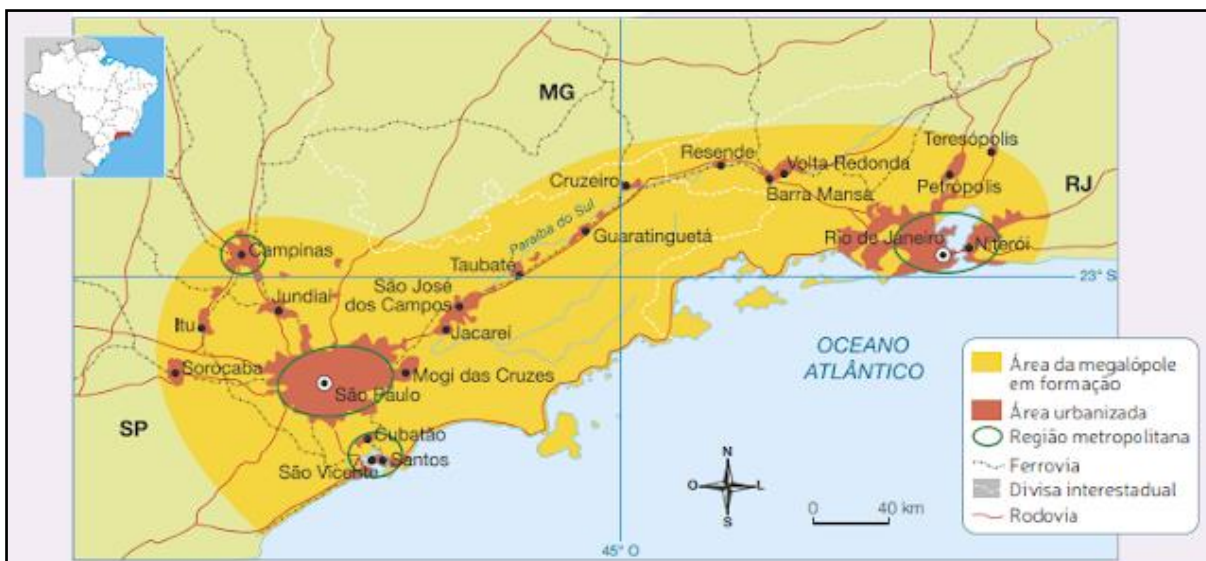 MG
Teresópolis
Resende
Volta Redonda
Cruzeiro
Barra Mansa
Petrópolis
RJ
Paraíba do Sul
Guaratinguetá
Rio de Janeiro
Niterói
Campinas
Taubaté
23° S
São José
dos Campos
Jundiaí
Itu
Jacareí
Sorocaba
Mogi das Cruzes
São Paulo
OCEANO
ATLÂNTICO
SP
Cubatão
São Vicente
Santos
N
O
L
S
0
40 km
45° O
Área da megalópole
em formação
Área urbanizada
Região metropolitana
Ferrovia
Divisa interestadual
Rodovia